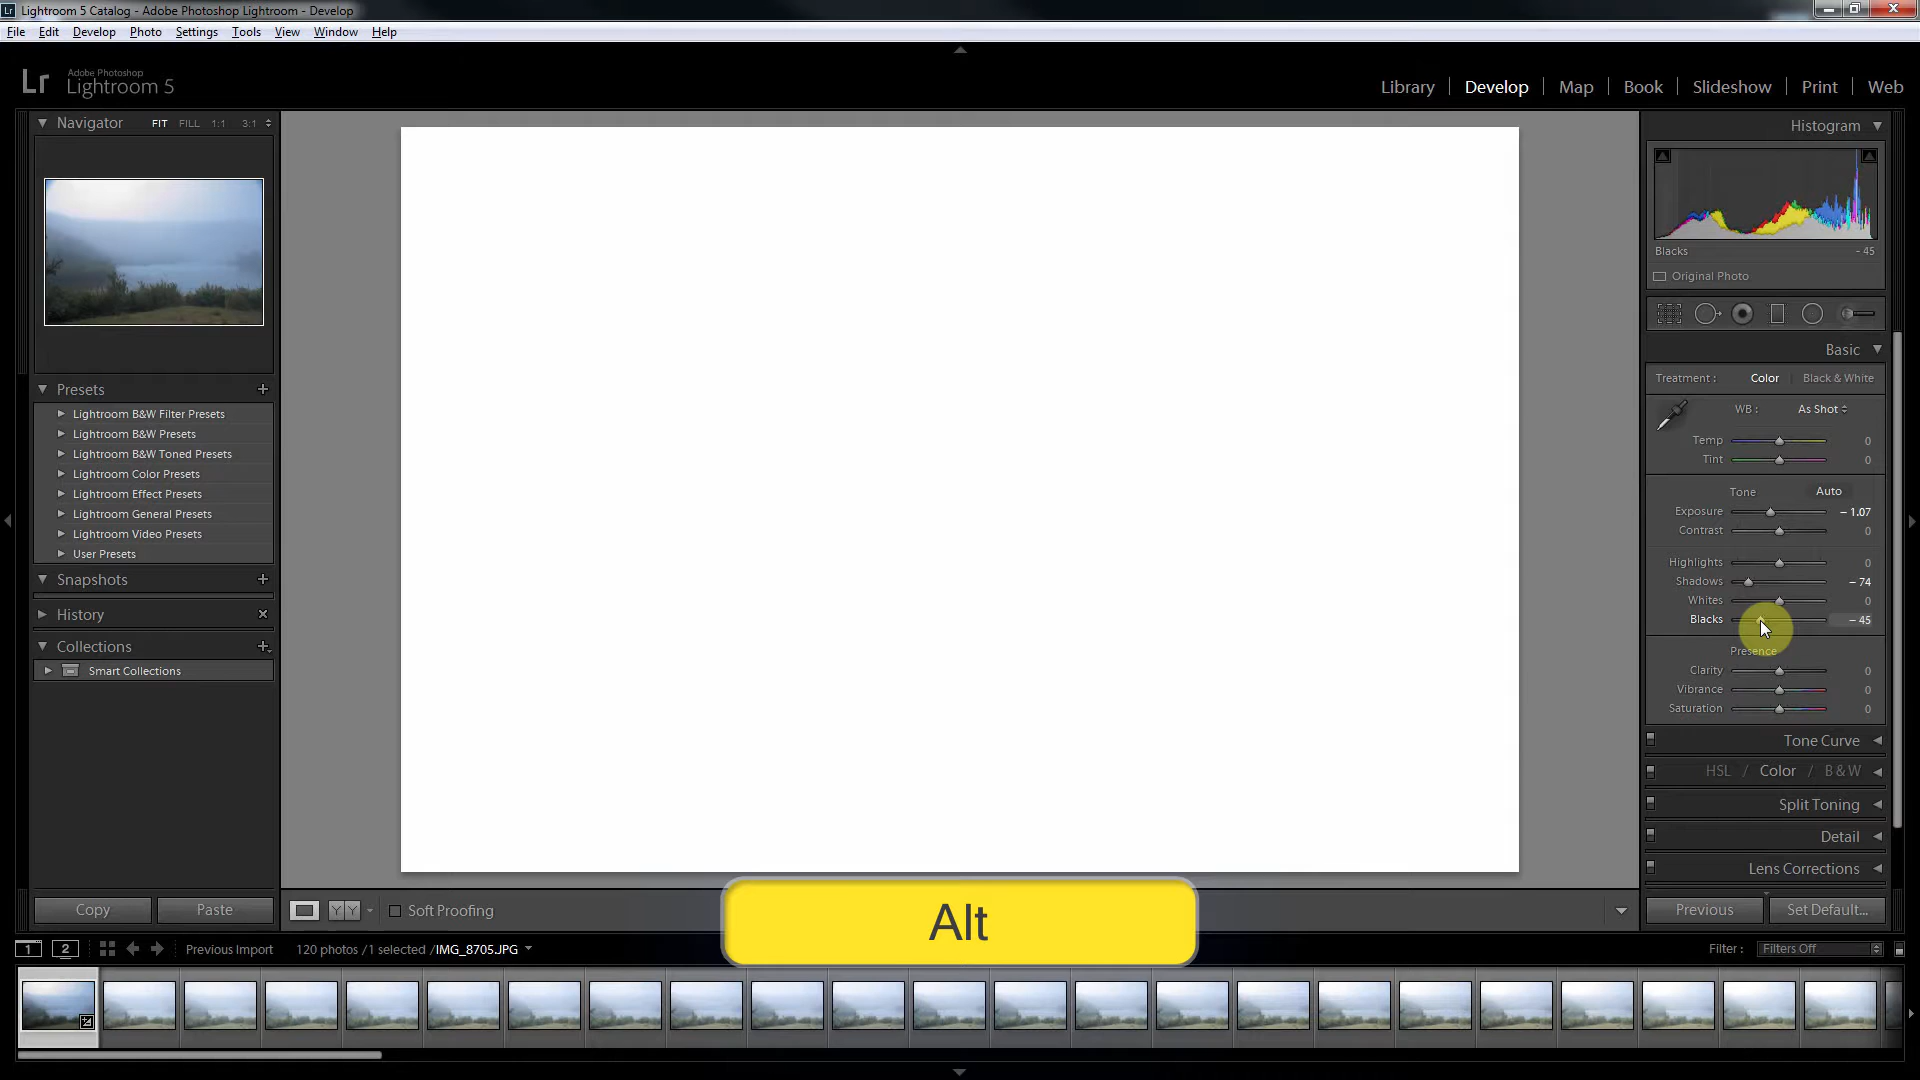 Lightroom 5 Catalog - Adobe Photoshop Lightroom - Develop
File Edit Develop Photo Settings Tools View Window Help
Lr Adobe Photoshop
Lightroom 5
Library Develop Map Book Slideshow Print Web
Navigator FIT FILL 1:1 3:1
Histogram
Blacks - 45
Original Photo
Basic
Treatment : Color Black & White
WB : As Shot
Temp 0
Tint 0
Tone Auto
Exposure - 1.07
Contrast 0
Highlights 0
Shadows - 74
Whites 0
Blacks - 45
Presence
Clarity 0
Vibrance 0
Saturation 0
Tone Curve
HSL / Color / B & W
Split Toning
Detail
Lens Corrections
Previous Set Default...
Presets
Lightroom B&W Filter Presets
Lightroom B&W Presets
Lightroom B&W Toned Presets
Lightroom Color Presets
Lightroom Effect Presets
Lightroom General Presets
Lightroom Video Presets
User Presets
Snapshots
History
Collections
Smart Collections
Copy Paste
YY Soft Proofing
Alt
1 2 Previous Import 120 photos /1 selected /IMG_8705.JPG Filter : Filters Off